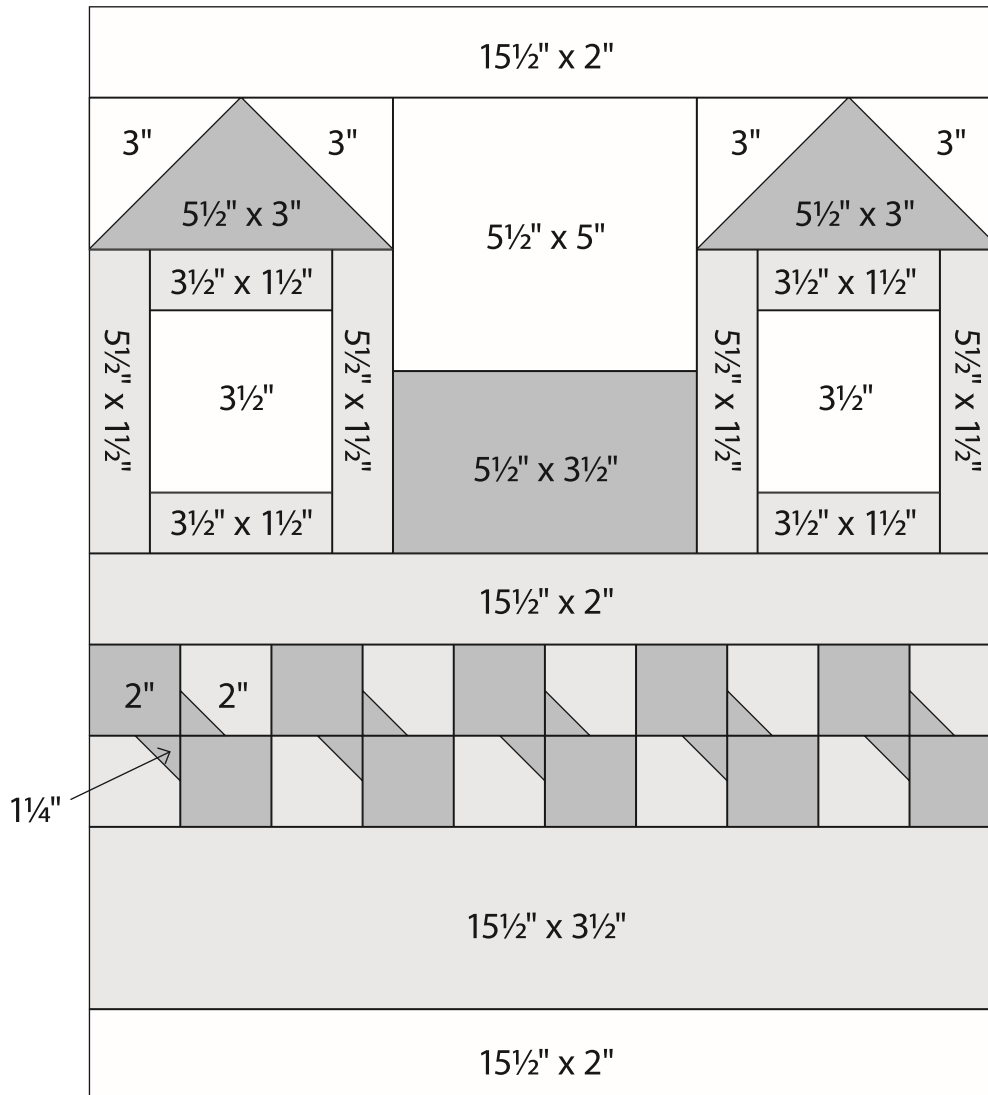 15½" x 2"
3"
3"
3"
3"
5½" x 3"
5½" x 3"
5½" x 5"
3½" x 1½"
3½" x 1½"
5½" x 1½"
3½"
5½" x 1½"
5½" x 1½"
3½"
5½" x 1½"
5½" x 3½"
3½" x 1½"
3½" x 1½"
15½" x 2"
2"
2"
1¼"
15½" x 3½"
15½" x 2"